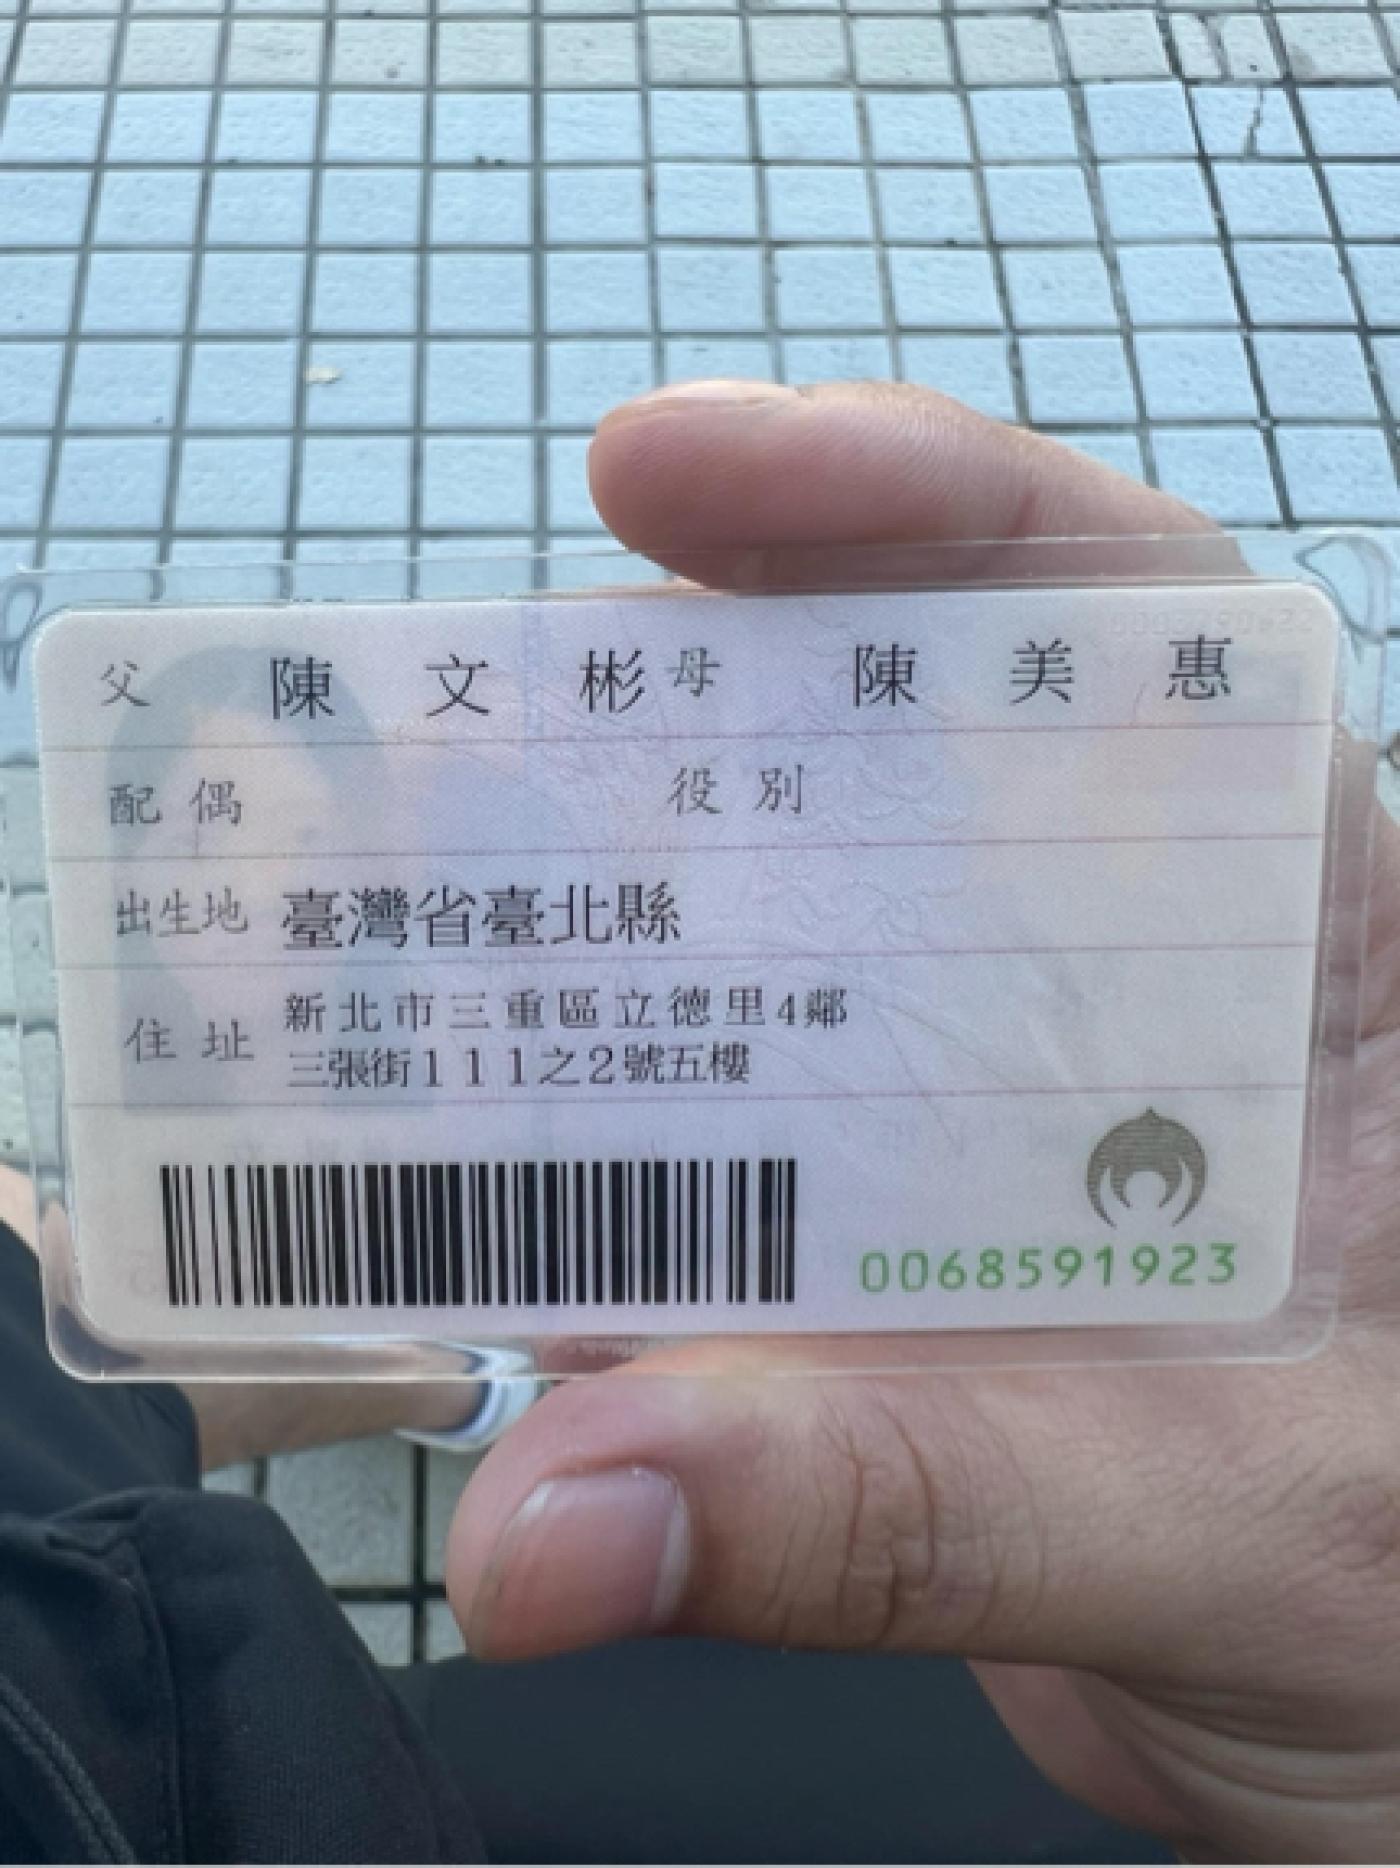 父 陳文彬 母 陳美惠
配偶 役別
出生地 臺灣省臺北縣
住址 新北市三重區立德里4鄰
三張街111之2號五樓
0068591923